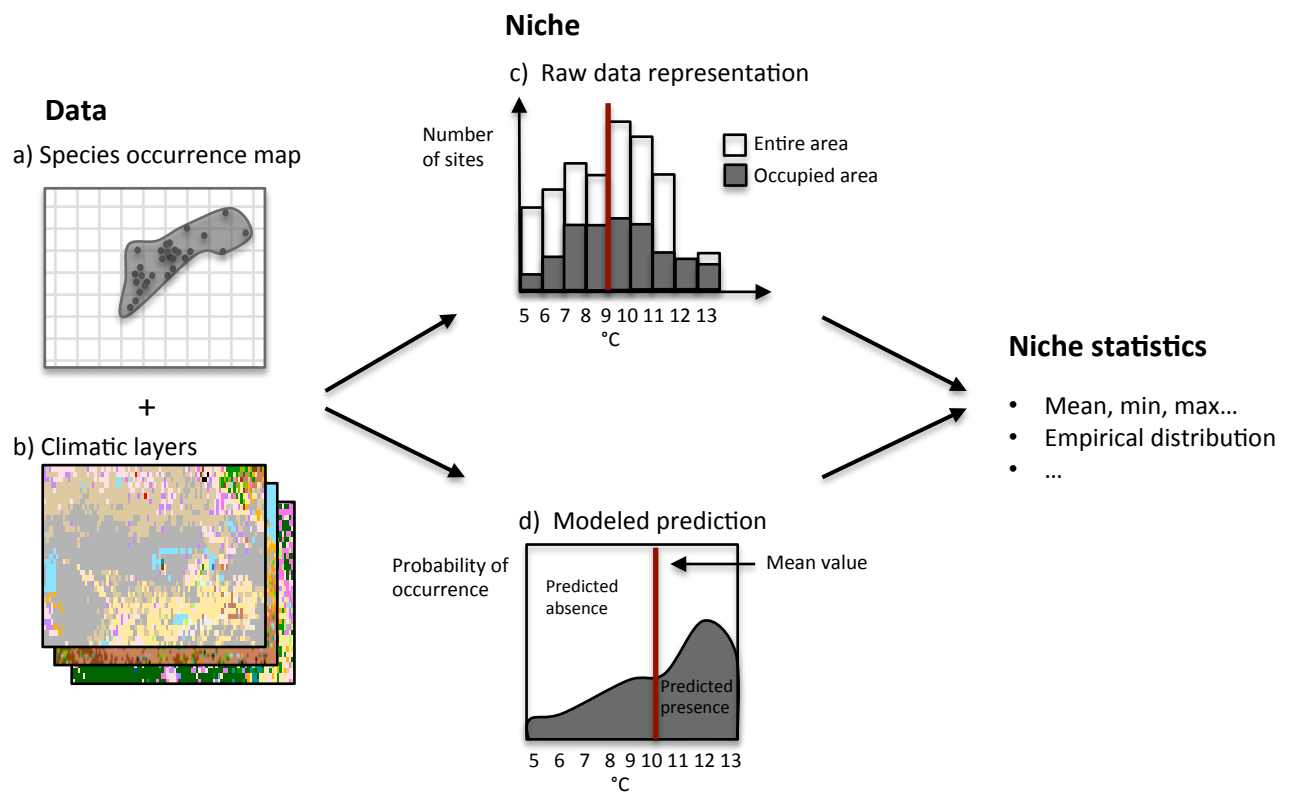 Data
a) Species occurrence map
+
b) Climatic layers
Niche
c) Raw data representation
Number
of sites
Entire area
Occupied area
5 6 7 8 9 10 11 12 13
°C
d) Modeled prediction
Probability of
occurrence
Predicted
absence
Mean value
Predicted
presence
5 6 7 8 9 10 11 12 13
°C
Niche statistics
• Mean, min, max...
• Empirical distribution
• ...